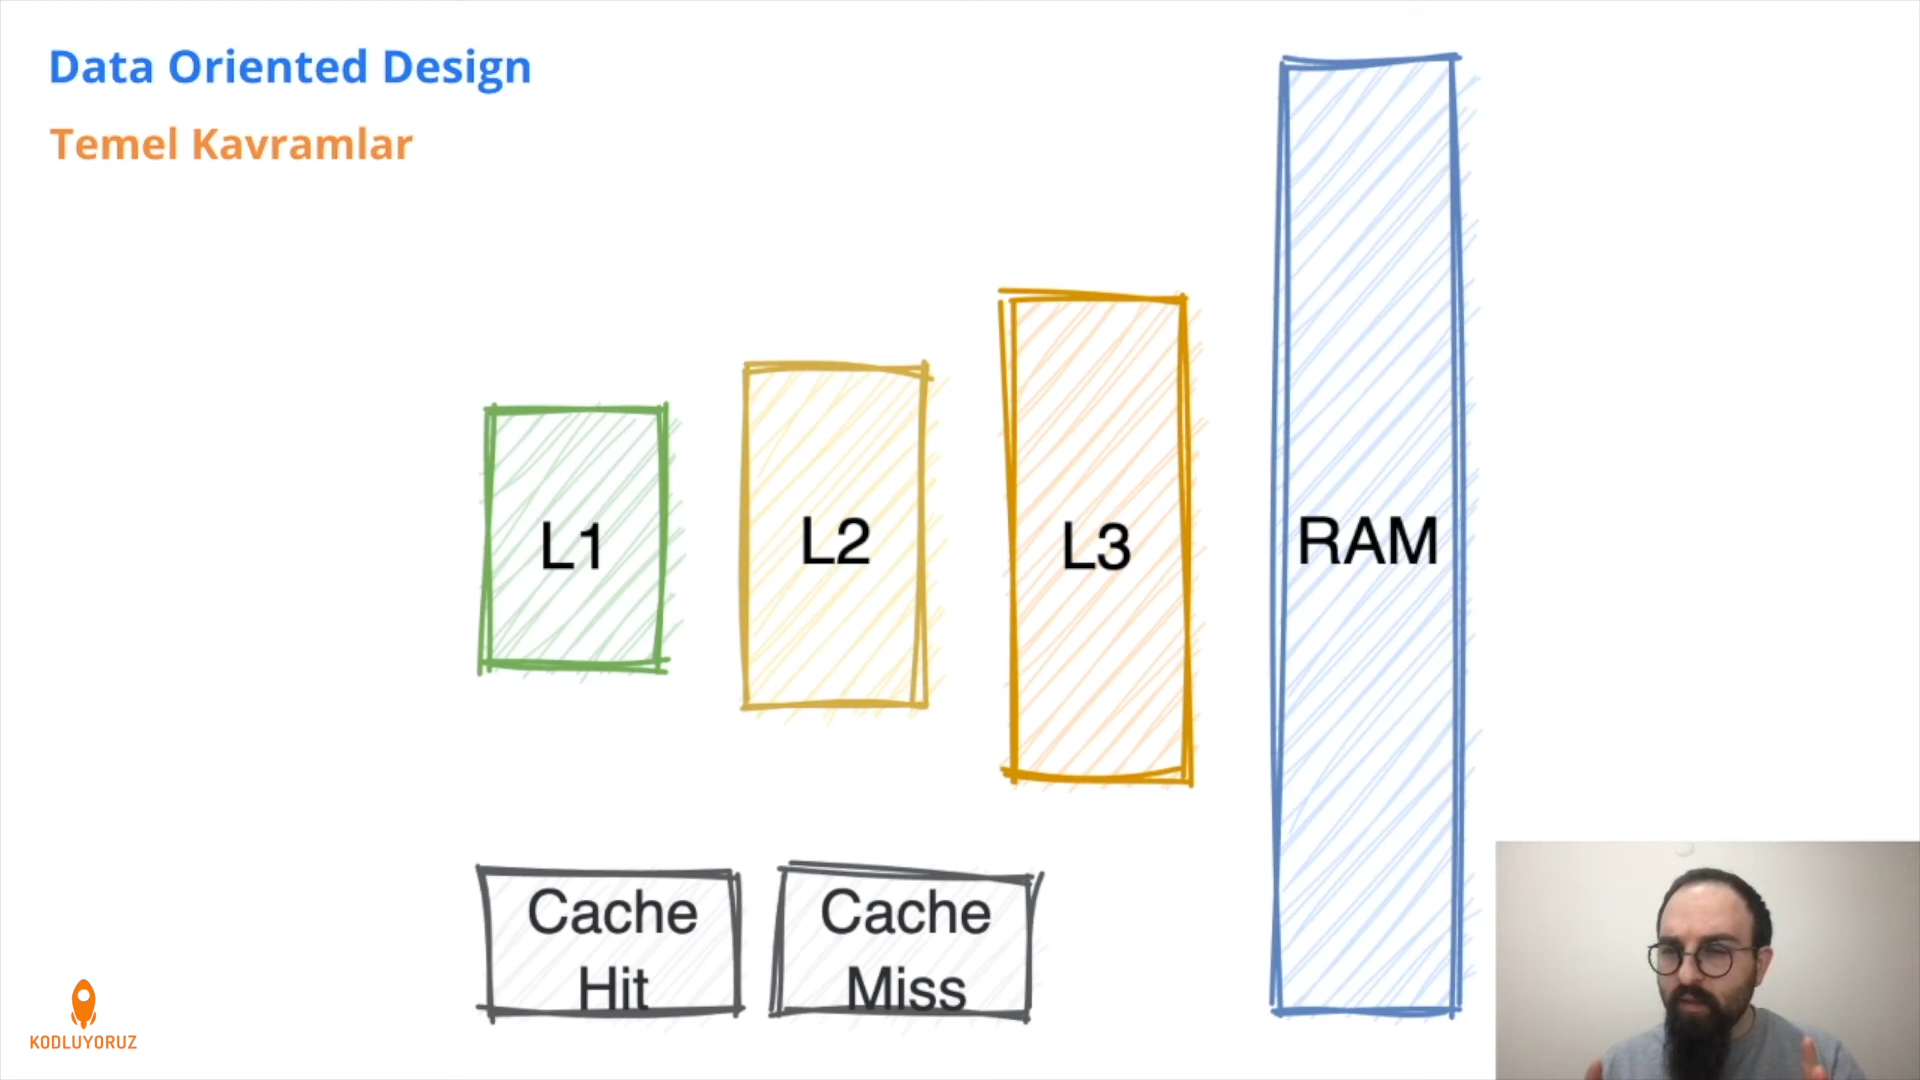 Data Oriented Design
Temel Kavramlar
L1
L2
L3
RAM
Cache
Hit
Cache
Miss
KODLUYORUZ